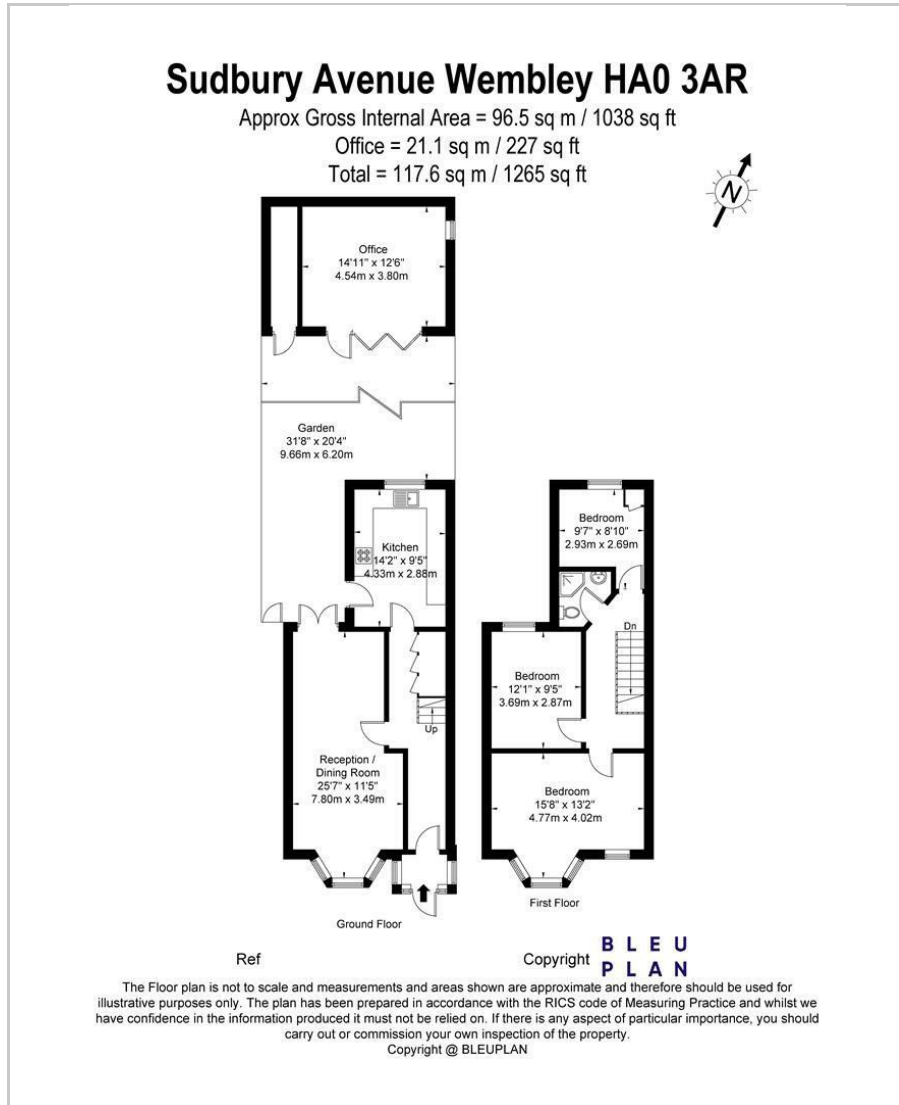 Sudbury Avenue Wembley HA0 3AR
Approx Gross Internal Area = 96.5 sq m / 1038 sq ft
Office = 21.1 sq m / 227 sq ft
Total = 117.6 sq m / 1265 sq ft
N
Office
14'11" x 12'6"
4.54m x 3.80m
Garden
31'8" x 20'4"
9.66m x 6.20m
Kitchen
14'2" x 9'5"
4.33m x 2.88m
Bedroom
9'7" x 8'10"
2.93m x 2.69m
Dn
Bedroom
12'1" x 9'5"
3.69m x 2.87m
Up
Reception /
Dining Room
25'7" x 11'5"
7.80m x 3.49m
Bedroom
15'8" x 13'2"
4.77m x 4.02m
Ground Floor
First Floor
Ref
Copyright
BLEU
PLAN
The Floor plan is not to scale and measurements and areas shown are approximate and therefore should be used for
illustrative purposes only. The plan has been prepared in accordance with the RICS code of Measuring Practice and whilst we
have confidence in the information produced it must not be relied on. If there is any aspect of particular importance, you should
carry out or commission your own inspection of the property.
Copyright @ BLEUPLAN